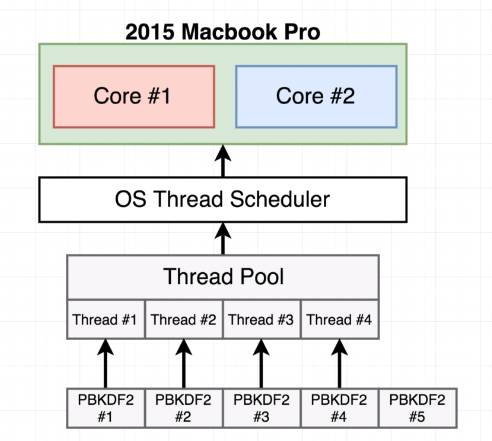 2015 Macbook Pro
Core #1
Core #2
OS Thread Scheduler
Thread Pool
Thread #1
Thread #2
Thread #3
Thread #4
PBKDF2
#1
PBKDF2
#2
PBKDF2
#3
PBKDF2
#4
PBKDF2
#5